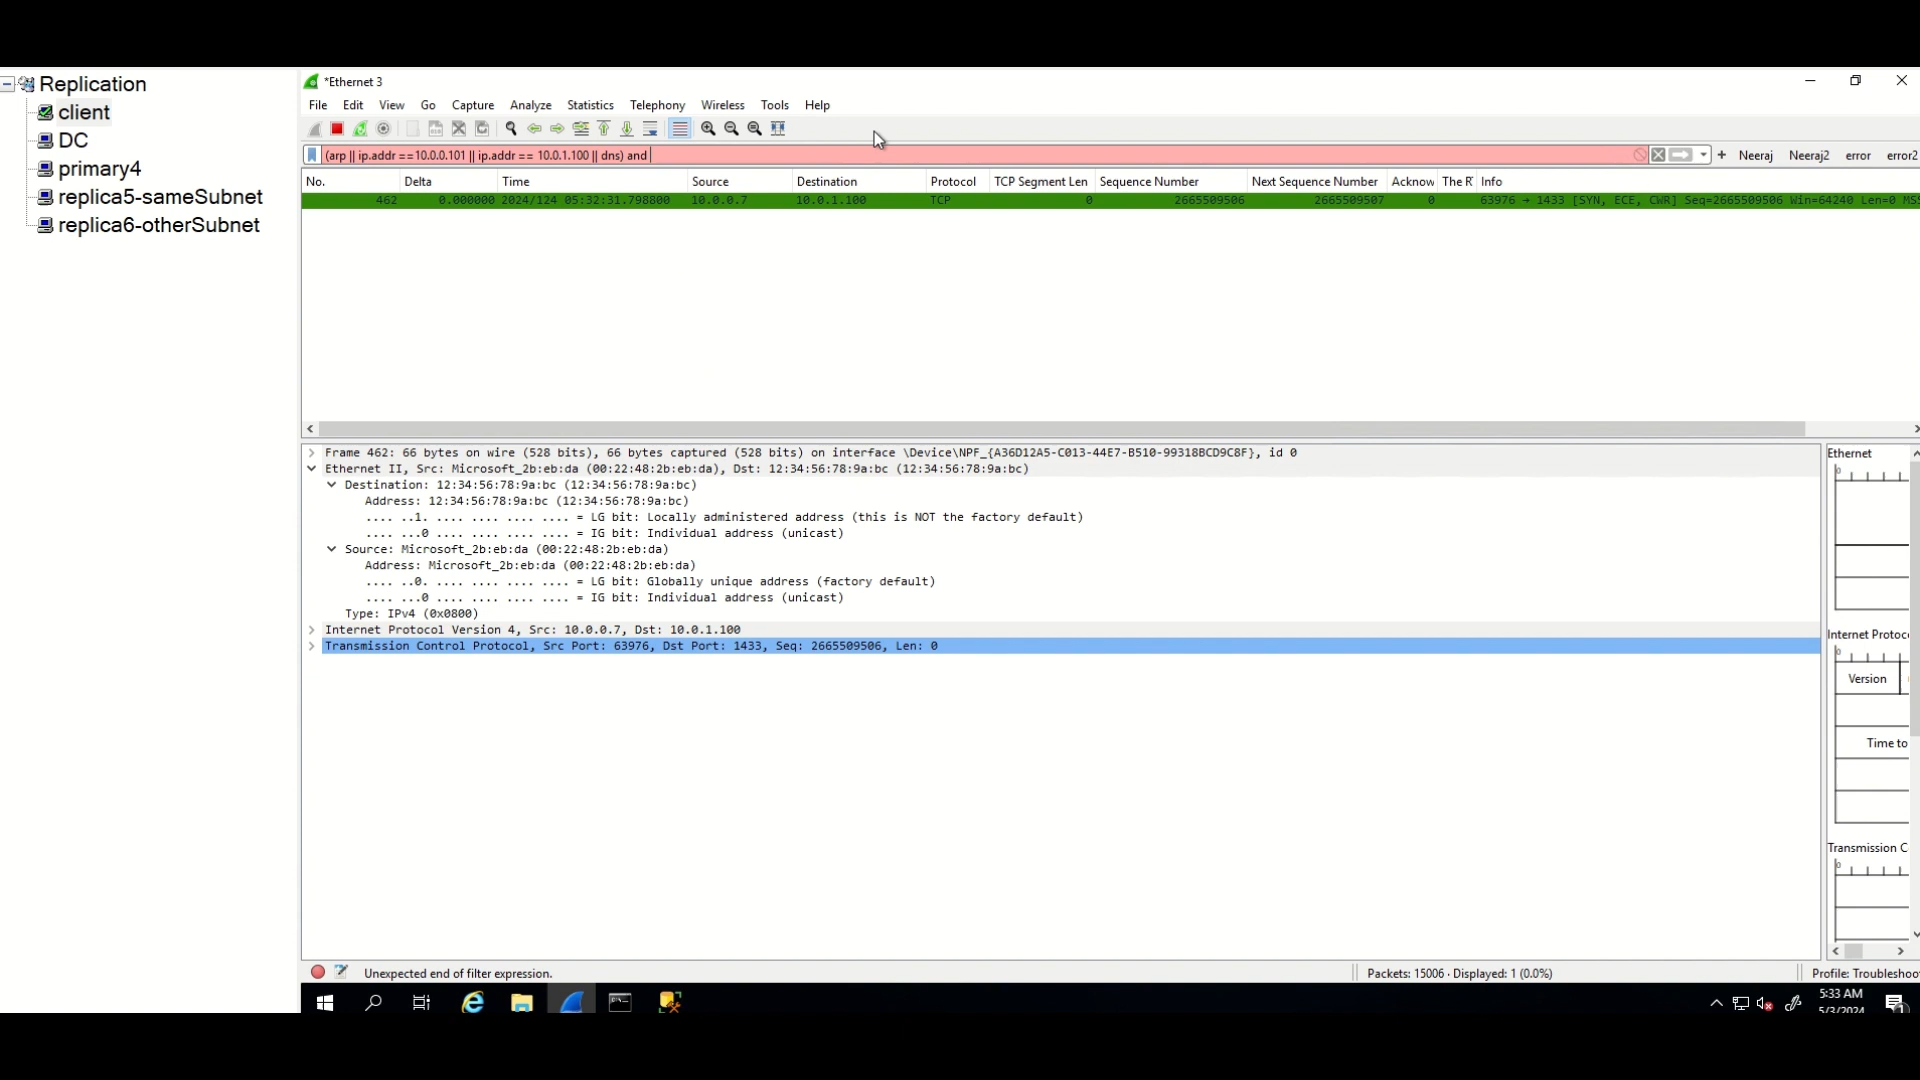 Replication
client
DC
primary4
replica5-sameSubnet
replica6-otherSubnet
*Ethernet 3
File Edit View Go Capture Analyze Statistics Telephony Wireless Tools Help
(arp || ip.addr ==10.0.0.101 || ip.addr == 10.0.1.100 || dns) and
+ Neeraj Neeraj2 error error2
No. Delta Time Source Destination Protocol TCP Segment Len Sequence Number Next Sequence Number Acknow The R Info
462 0.000000 2024/124 05:32:31.798800 10.0.0.7 10.0.1.100 TCP 0 2665509506 2665509507 0 63976 → 1433 [SYN, ECE, CWR] Seq=2665509506 Win=64240 Len=0 MSS
Frame 462: 66 bytes on wire (528 bits), 66 bytes captured (528 bits) on interface \Device\NPF_{A36D12A5-C013-44E7-B510-99318BCD9C8F}, id 0
Ethernet II, Src: Microsoft_2b:eb:da (00:22:48:2b:eb:da), Dst: 12:34:56:78:9a:bc (12:34:56:78:9a:bc)
Destination: 12:34:56:78:9a:bc (12:34:56:78:9a:bc)
Address: 12:34:56:78:9a:bc (12:34:56:78:9a:bc)
.... ..1. .... .... .... .... = LG bit: Locally administered address (this is NOT the factory default)
.... ...0 .... .... .... .... = IG bit: Individual address (unicast)
Source: Microsoft_2b:eb:da (00:22:48:2b:eb:da)
Address: Microsoft_2b:eb:da (00:22:48:2b:eb:da)
.... ..0. .... .... .... .... = LG bit: Globally unique address (factory default)
.... ...0 .... .... .... .... = IG bit: Individual address (unicast)
Type: IPv4 (0x0800)
Internet Protocol Version 4, Src: 10.0.0.7, Dst: 10.0.1.100
Transmission Control Protocol, Src Port: 63976, Dst Port: 1433, Seq: 2665509506, Len: 0
Ethernet
0
Internet Protoco
0
Version
Time to
Transmission C
0
Unexpected end of filter expression.
Packets: 15006 · Displayed: 1 (0.0%)
Profile: Troubleshoo
5:33 AM
5/3/2024